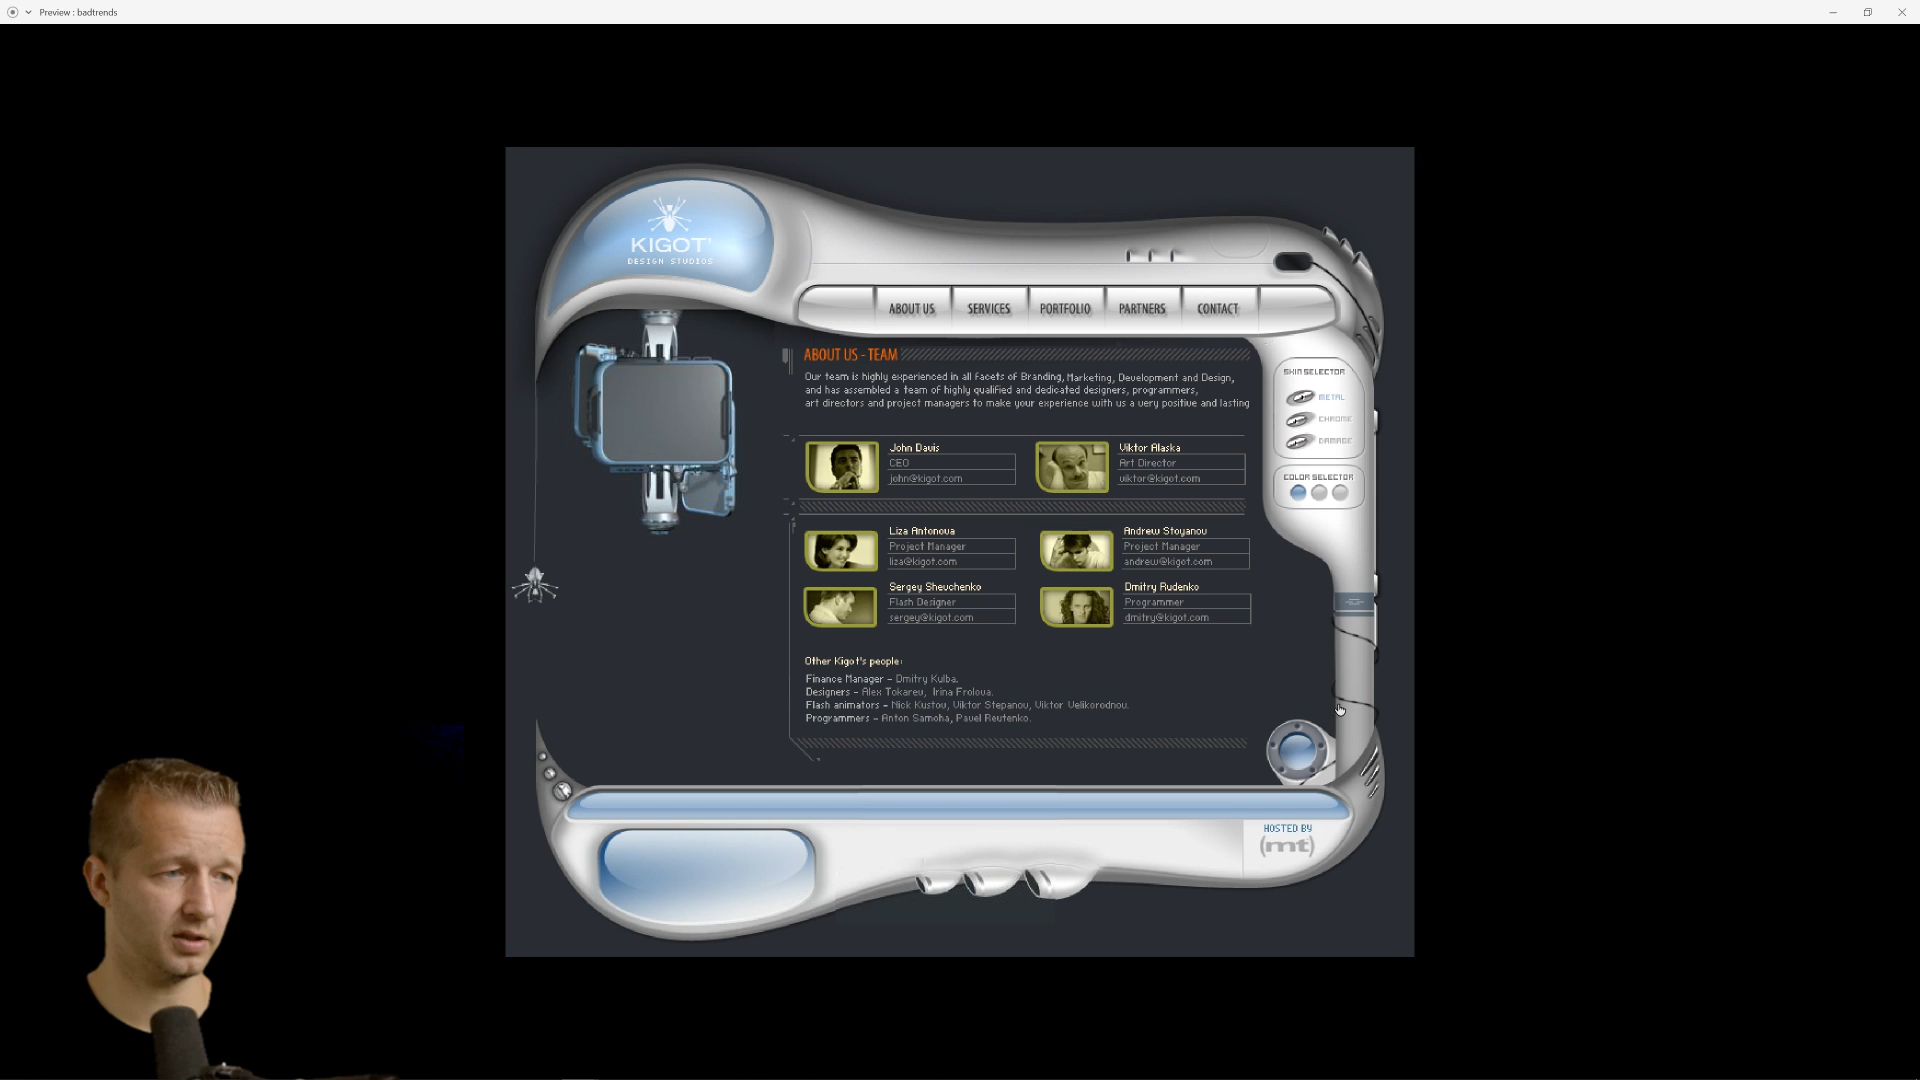 Preview : badtrends
KIGOT'
DESIGN STUDIOS
ABOUT US SERVICES PORTFOLIO PARTNERS CONTACT
ABOUT US - TEAM
Our team is highly experienced in all facets of Branding, Marketing, Development and Design,
and has assembled a team of highly qualified and dedicated designers, programmers,
art directors and project managers to make your experience with us a very positive and lasting
SKIN SELECTOR
METAL
CHROME
DAMAGE
COLOR SELECTOR
John Davis
CEO
john@kigot.com
Viktor Alaska
Art Director
viktor@kigot.com
Liza Antonova
Project Manager
liza@kigot.com
Andrew Stoyanov
Project Manager
andrew@kigot.com
Sergey Shevchenko
Flash Designer
sergey@kigot.com
Dmitry Rudenko
Programmer
dmitry@kigot.com
Other Kigot's people:
Finance Manager - Dmitry Kulba.
Designers - Alex Tokarev, Irina Frolova.
Flash animators - Nick Kustov, Viktor Stepanov, Viktor Velikorodnov.
Programmers - Anton Samoha, Pavel Reutenko.
HOSTED BY
(mt)